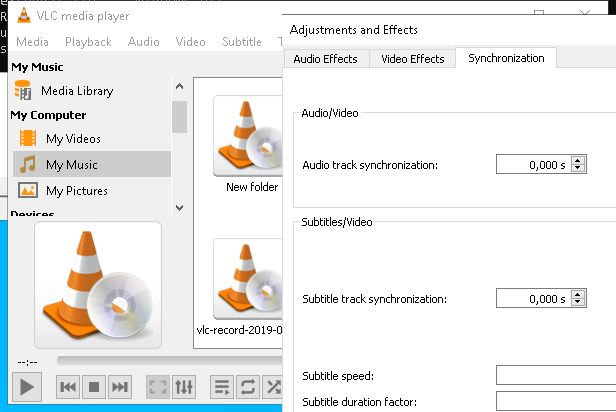 VLC media player
Media Playback Audio Video Subtitle
My Music
Media Library
My Computer
My Videos
My Music
My Pictures
Devices
New folder
vlc-record-2019-0
--:--
Adjustments and Effects
Audio Effects Video Effects Synchronization
Audio/Video
Audio track synchronization: 0,000 s
Subtitles/Video
Subtitle track synchronization: 0,000 s
Subtitle speed:
Subtitle duration factor: